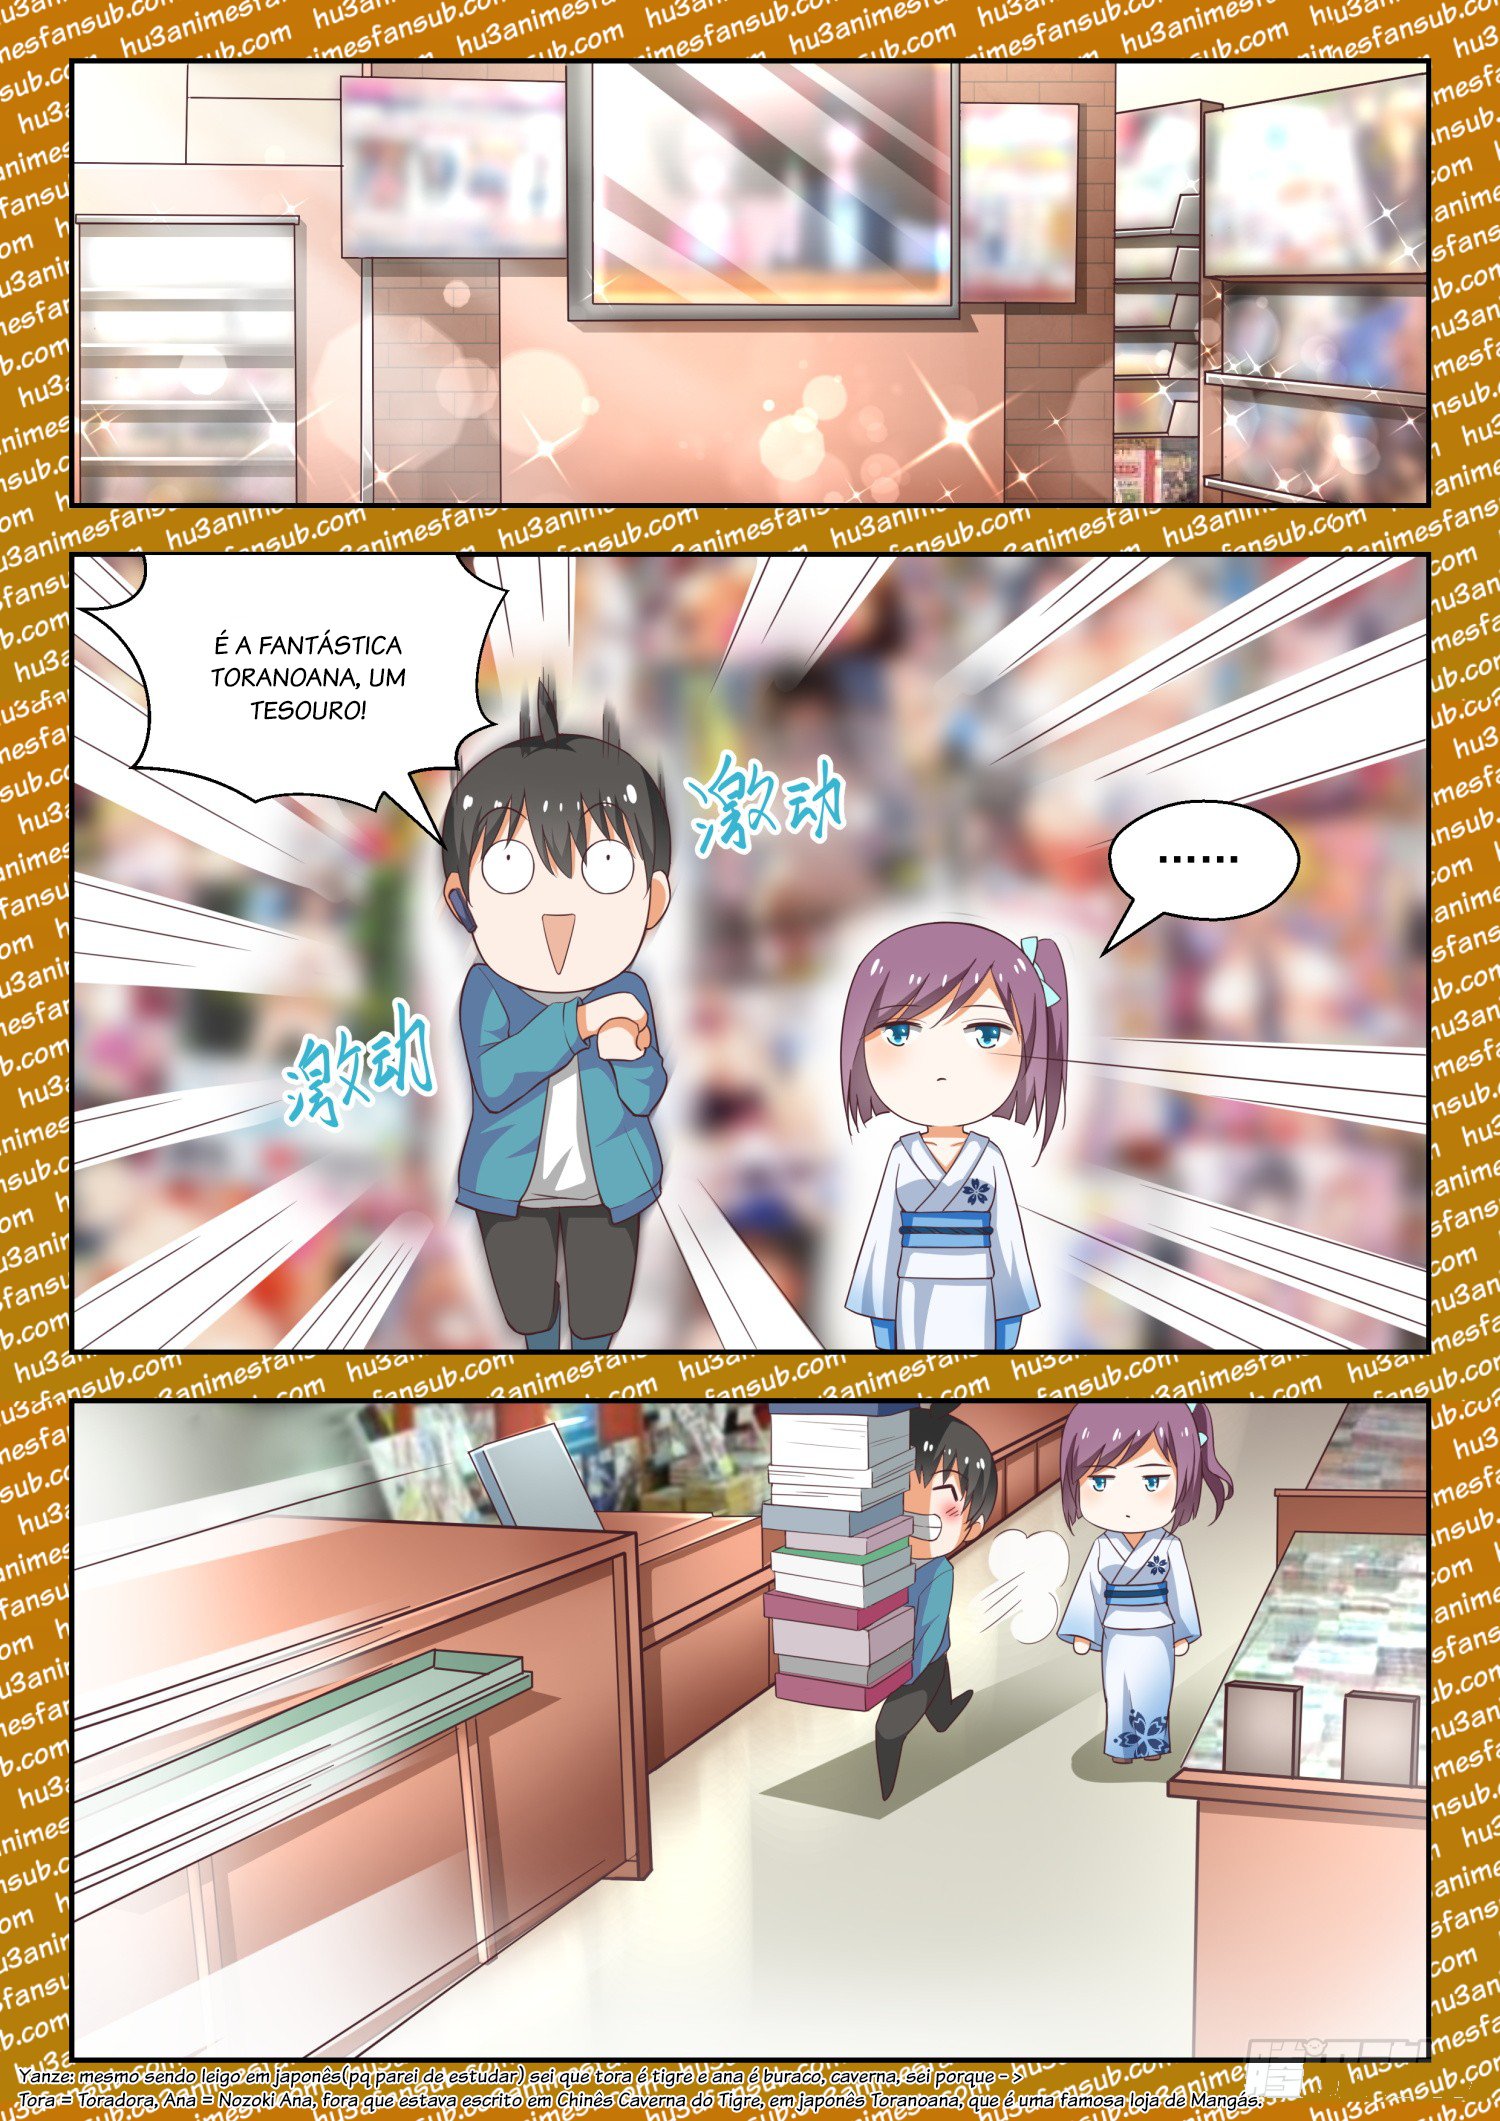 hu3animesfansub.com
É A FANTÁSTICA
TORANOANA, UM
TESOURO!
激动
......
激动
Yanze: mesmo sendo leigo em japonês(pq parei de estudar) sei que tora é tigre e ana é buraco, caverna, sei porque - >
Tora = Toradora, Ana = Nozoki Ana, fora que estava escrito em Chinês Caverna do Tigre, em japonês Toranoana, que é uma famosa loja de Mangás.